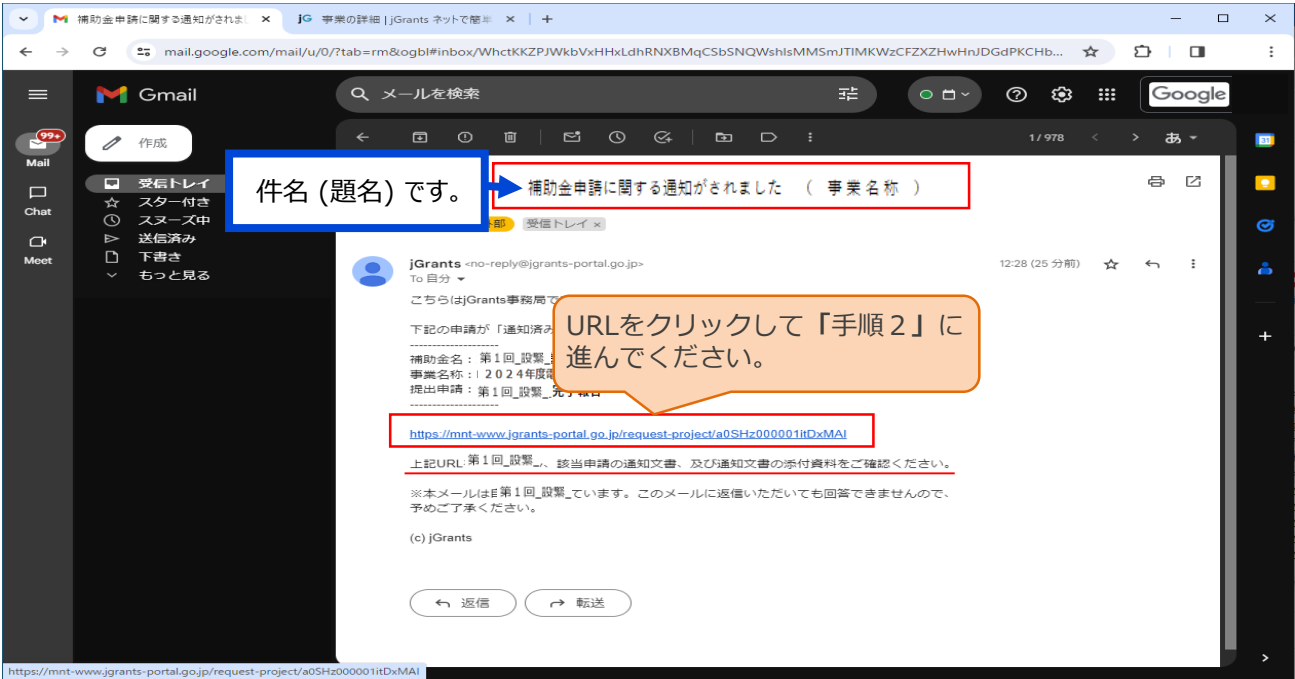 補助金申請に関する通知がされまし
jG 事業の詳細 | jGrants ネットで簡単
mail.google.com/mail/u/0/?tab=rm&ogbl#inbox/WhctKKZPJWkbVxHHxLdhRNXBMqCSbSNQWshlsMMSmJTlMKWzCFZXZHwHnJDGdPKCHb...
Gmail
メールを検索
Google
99+
Mail
Chat
Meet
作成
受信トレイ
スター付き
スヌーズ中
送信済み
下書き
もっと見る
1/978
あ
31
件名 (題名) です。
補助金申請に関する通知がされました （ 事業名称 ）
部
受信トレイ ×
jGrants <no-reply@jgrants-portal.go.jp>
To 自分
12:28 (25 分前)
こちらはjGrants事務局で
下記の申請が「通知済み
--------------------
補助金名： 第1回_設緊_
事業名称：2024年度
提出申請： 第1回_設緊_完了報告
--------------------
URLをクリックして「手順２」に
進んでください。
https://mnt-www.jgrants-portal.go.jp/request-project/a0SHz000001itDxMAI
上記URL 第1回_設緊_、該当申請の通知文書、及び通知文書の添付資料をご確認ください。
※本メールは 第1回_設緊_ています。このメールに返信いただいても回答できませんので、
予めご了承ください。
(c) jGrants
返信
転送
https://mnt-www.jgrants-portal.go.jp/request-project/a0SHz000001itDxMAI